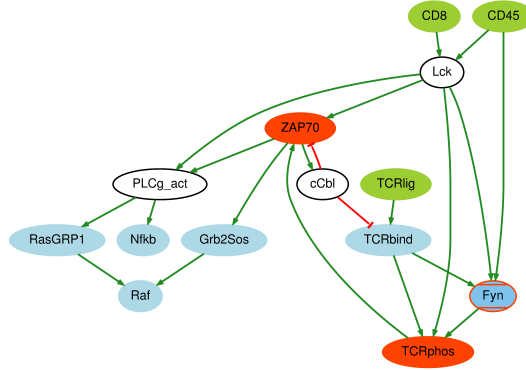 CD8
CD45
Lck
ZAP70
PLCg_act
cCbl
TCRlig
RasGRP1
Nfkb
Grb2Sos
TCRbind
Raf
Fyn
TCRphos